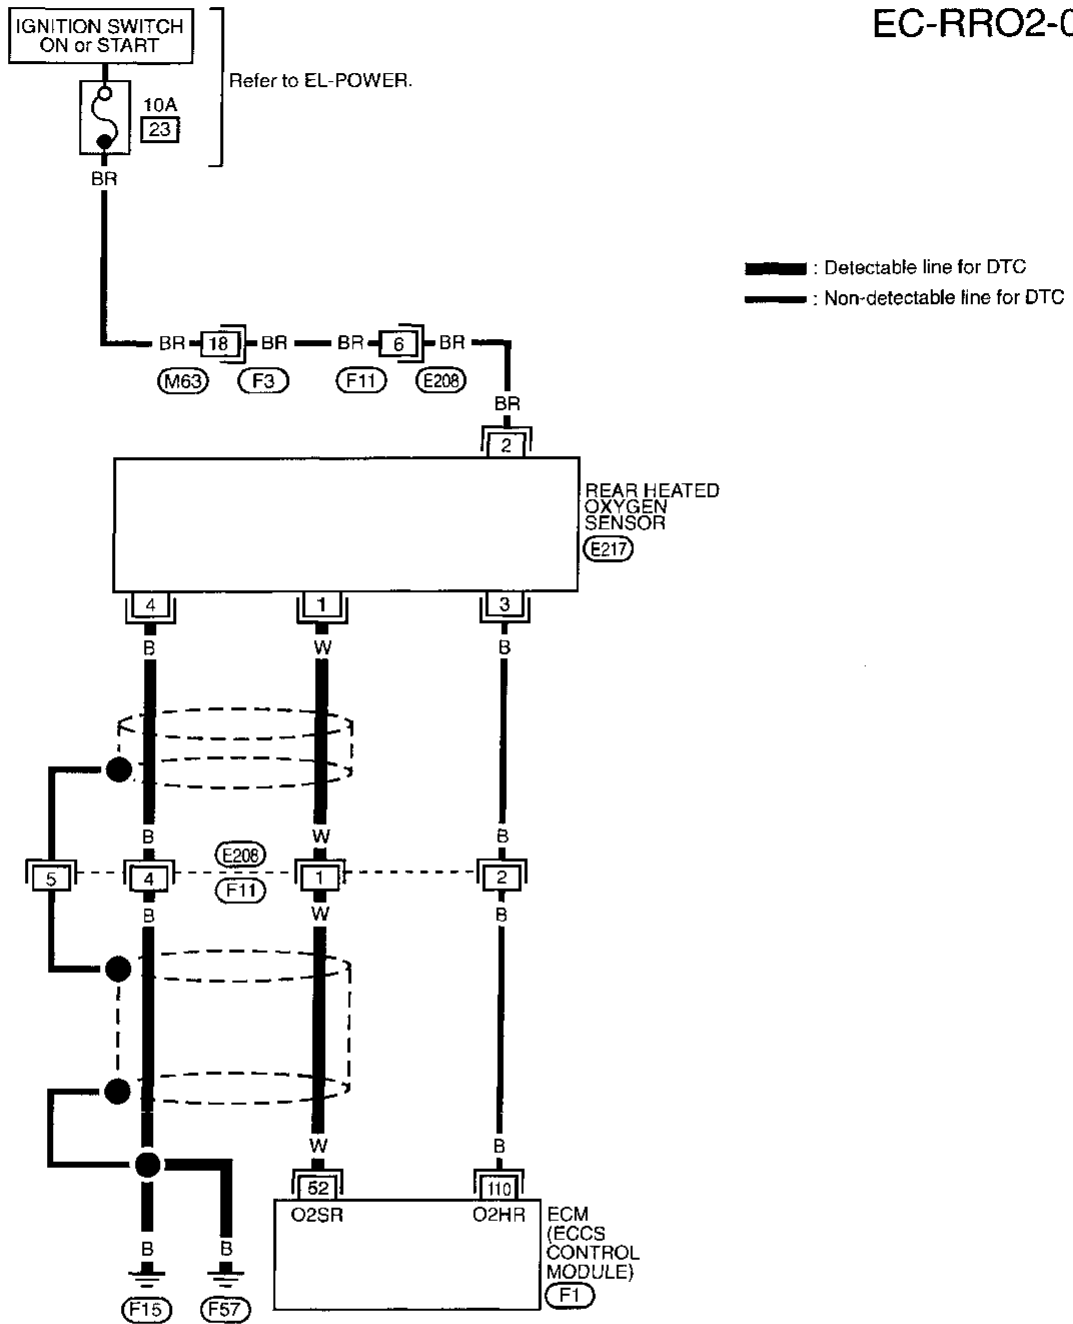 EC-RRO2-0
IGNITION SWITCH
ON or START
Refer to EL-POWER.
10A
23
BR
: Detectable line for DTC
: Non-detectable line for DTC
BR 18 BR BR 6 BR
M63 F3 F11 E208
BR
2
REAR HEATED
OXYGEN
SENSOR
E217
4 1 3
B W B
B W B
E208
5 4 1 2
F11
B W B
W B
52 110
O2SR O2HR
ECM
(ECCS
CONTROL
MODULE)
F1
B B
F15 F57